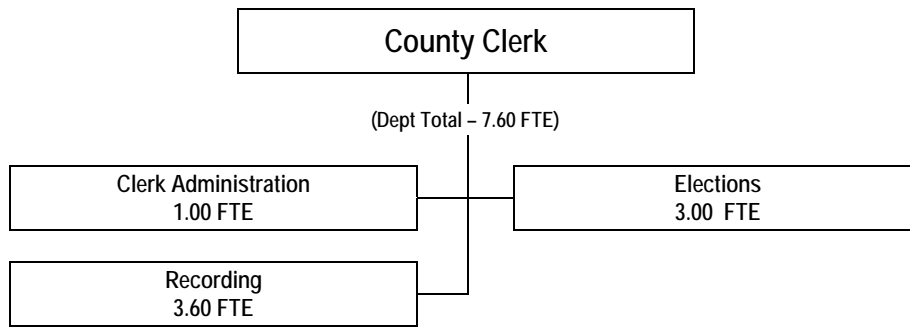 County Clerk
(Dept Total – 7.60 FTE)
Clerk Administration
1.00 FTE
Elections
3.00 FTE
Recording
3.60 FTE